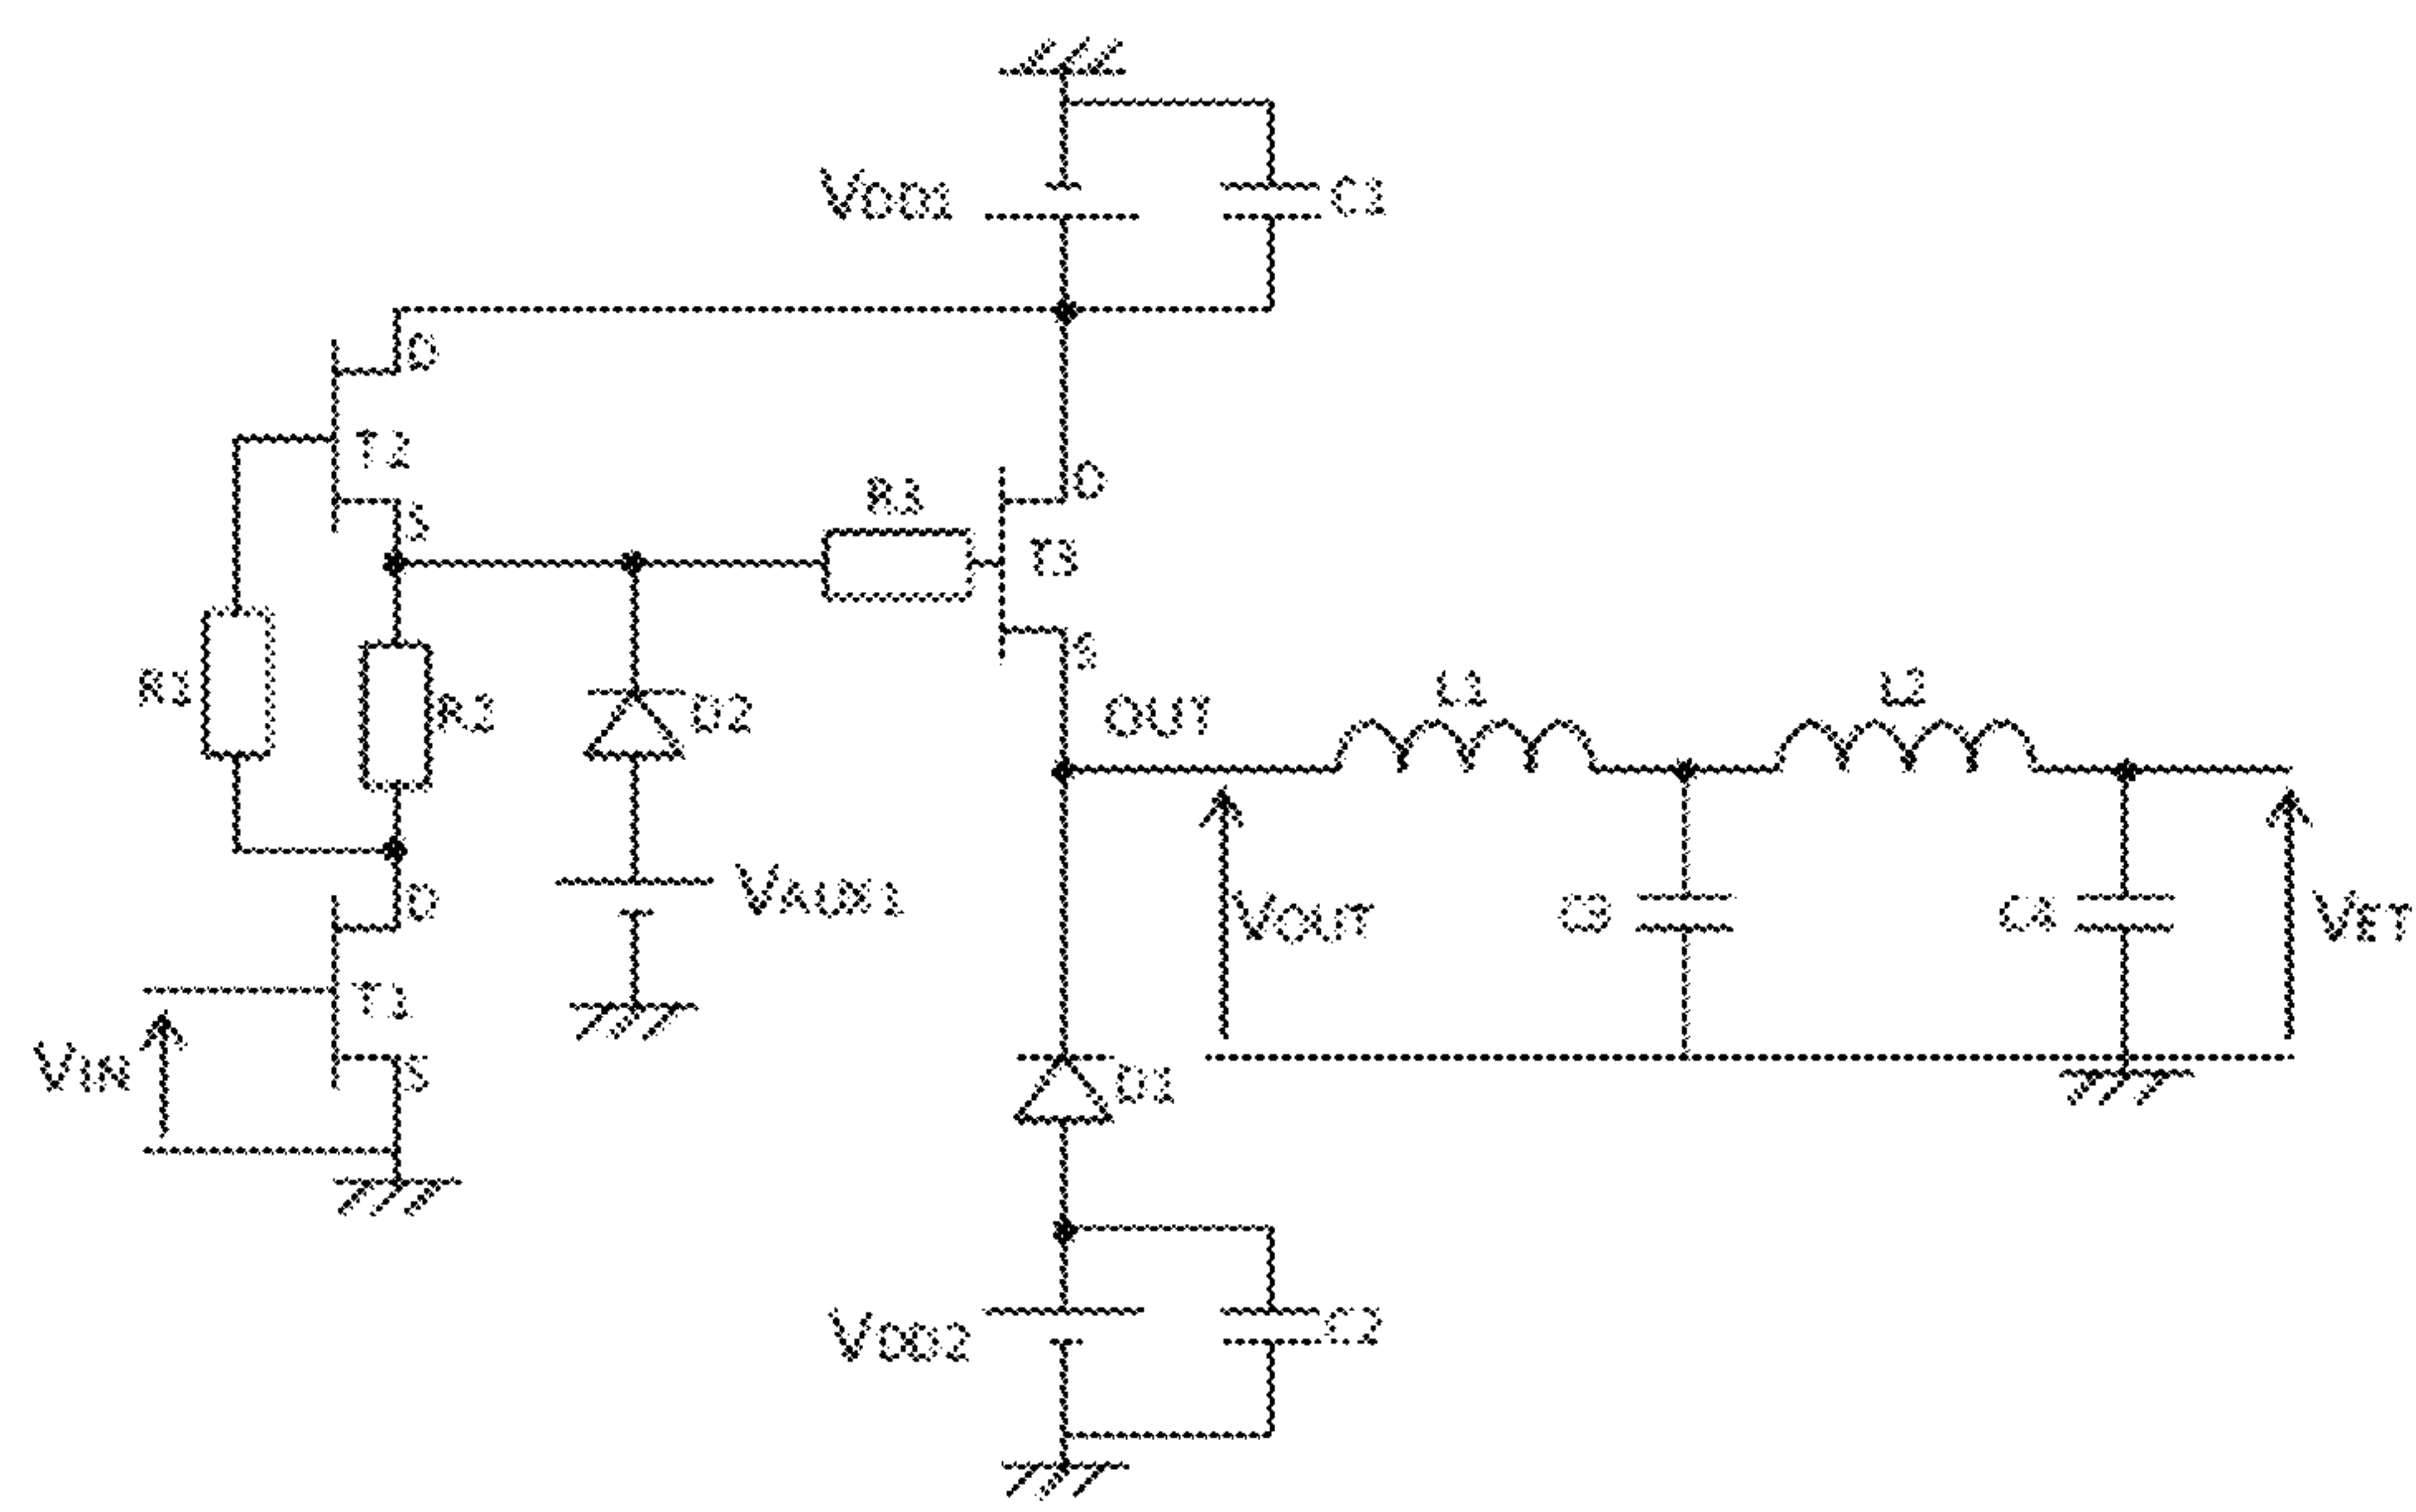 VDD1
C1
D
T2
S
R3
D
T3
S
R1
R2
D2
OUT
L1
L2
VAUX1
D
T1
S
VIN
VOUT
C3
C4
VET
D1
VDD2
C2